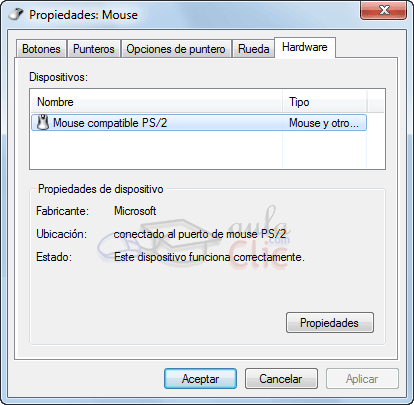 Propiedades: Mouse
Botones Punteros Opciones de puntero Rueda Hardware
Dispositivos:
Nombre Tipo
Mouse compatible PS/2 Mouse y otro...
Propiedades de dispositivo
Fabricante: Microsoft
Ubicación: conectado al puerto de mouse PS/2
Estado: Este dispositivo funciona correctamente.
aula
Clic
.com
Propiedades
Aceptar Cancelar Aplicar